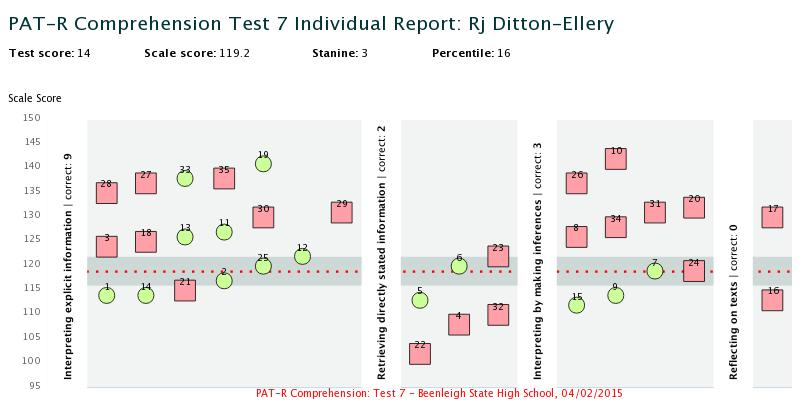 PAT-R Comprehension Test 7 Individual Report: Rj Ditton-Ellery
Test score: 14 Scale score: 119.2 Stanine: 3 Percentile: 16
Scale Score
150
145
140
135
130
125
120
115
110
105
100
95
Interpreting explicit information | correct: 9
28 27 33 35 19
3 18 13 11 30 29
1 14 21 2 25 12
Retrieving directly stated information | correct: 2
5 6 23
22 4 32
Interpreting by making inferences | correct: 3
26 10
8 34 31 20
15 9 7 24
Reflecting on texts | correct: 0
17
16
PAT-R Comprehension: Test 7 - Beenleigh State High School, 04/02/2015